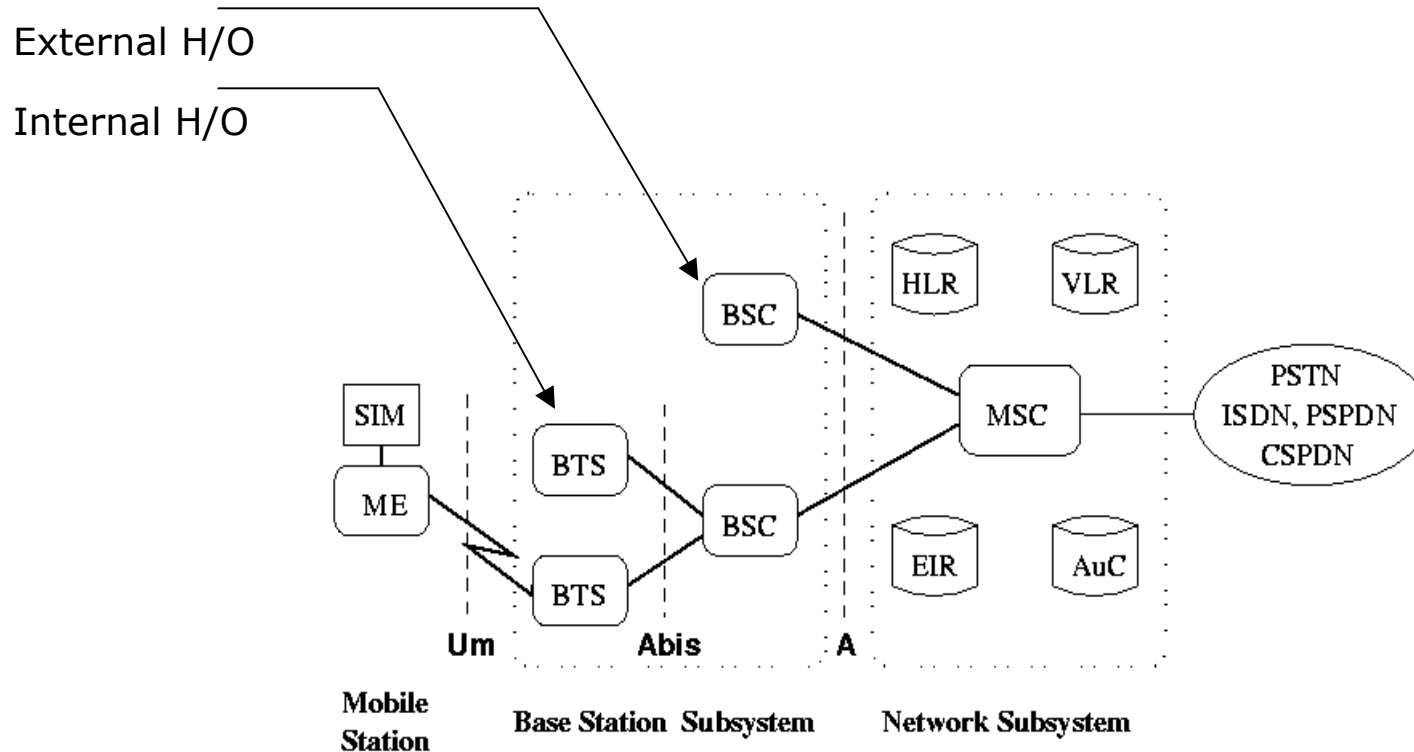 External H/O
Internal H/O
HLR
VLR
BSC
PSTN
ISDN, PSPDN
CSPDN
MSC
SIM
BTS
ME
BSC
EIR
AuC
BTS
Um
Abis
A
Mobile
Station
Base Station Subsystem
Network Subsystem